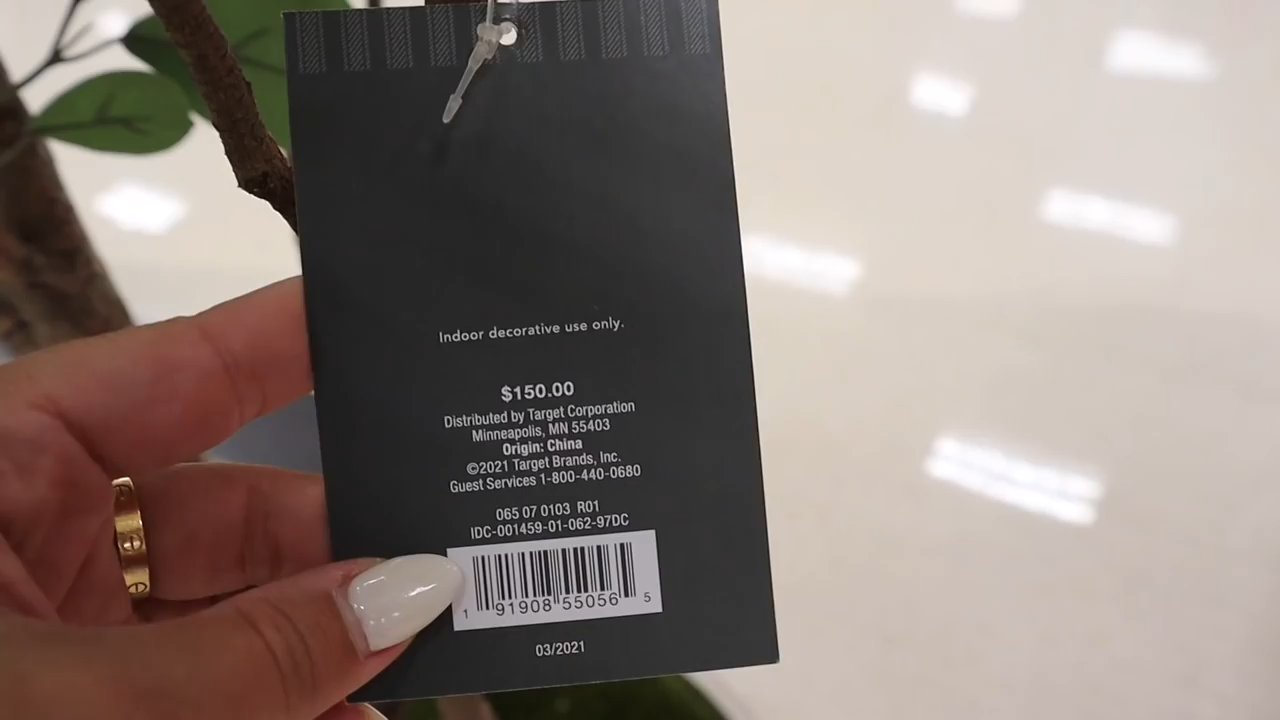 Indoor decorative use only.
$150.00
Distributed by Target Corporation
Minneapolis, MN 55403
Origin: China
©2021 Target Brands, Inc.
Guest Services 1-800-440-0680
065 07 0103 R01
IDC-001459-01-062-97DC
1 91908 55056 5
03/2021